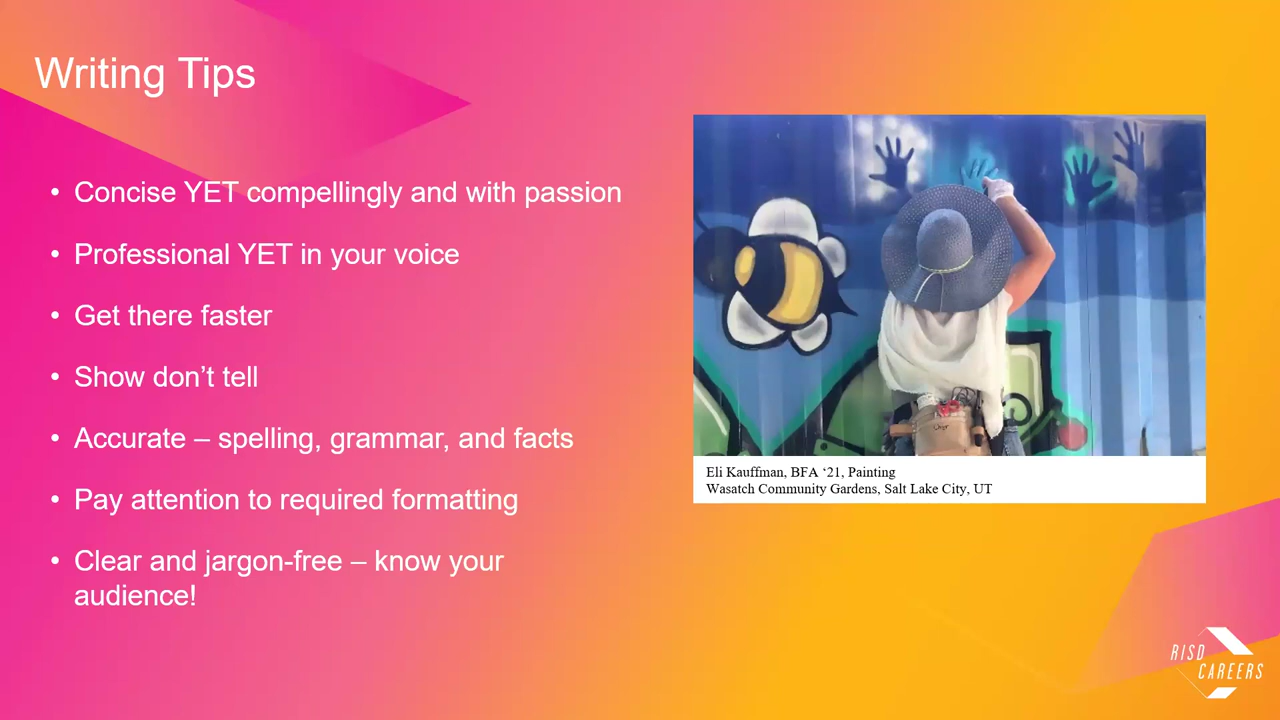 Writing Tips
• Concise YET compellingly and with passion
• Professional YET in your voice
• Get there faster
• Show don’t tell
• Accurate – spelling, grammar, and facts
• Pay attention to required formatting
• Clear and jargon-free – know your
audience!
Eli Kauffman, BFA ‘21, Painting
Wasatch Community Gardens, Salt Lake City, UT
RISD
CAREERS